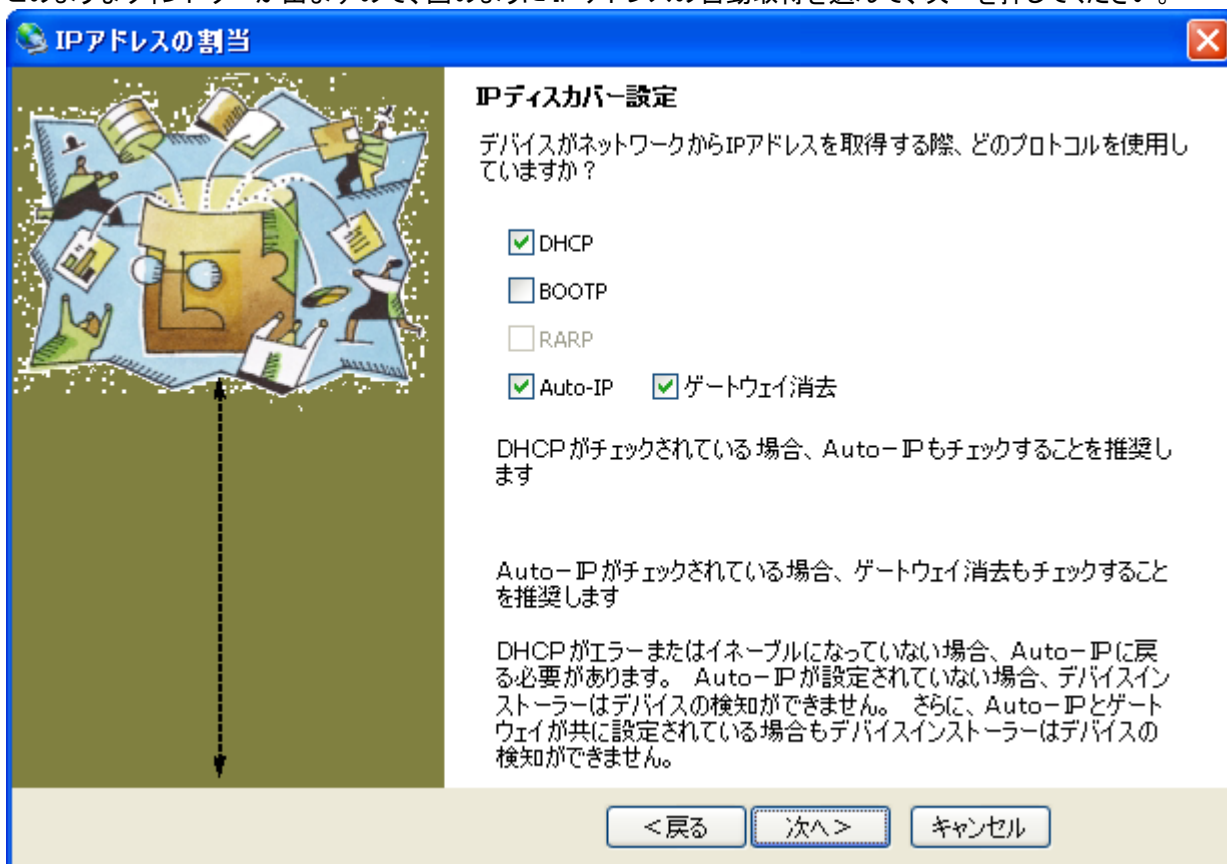 IPアドレスの割当
IPディスカバー設定
デバイスがネットワークからIPアドレスを取得する際、どのプロトコルを使用し
ていますか？
DHCP
BOOTP
RARP
Auto-IP ゲートウェイ消去
DHCPがチェックされている場合、Auto－IPもチェックすることを推奨し
ます
Auto－IPがチェックされている場合、ゲートウェイ消去もチェックすること
を推奨します
DHCPがエラーまたはイネーブルになっていない場合、Auto－IPに戻
る必要があります。 Auto－IPが設定されていない場合、デバイスイン
ストーラーはデバイスの検知ができません。 さらに、Auto－IPとゲート
ウェイが共に設定されている場合もデバイスインストーラーはデバイスの
検知ができません。
＜戻る 次へ＞ キャンセル